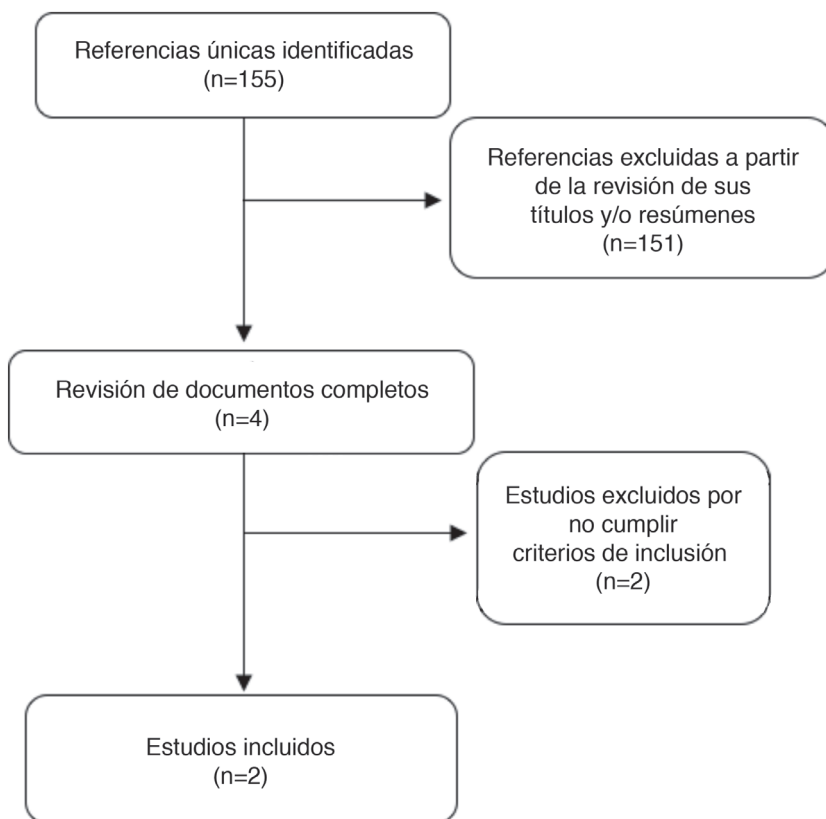 Referencias únicas identificadas
(n=155)
Referencias excluidas a partir
de la revisión de sus
títulos y/o resúmenes
(n=151)
Revisión de documentos completos
(n=4)
Estudios excluidos por
no cumplir
criterios de inclusión
(n=2)
Estudios incluidos
(n=2)